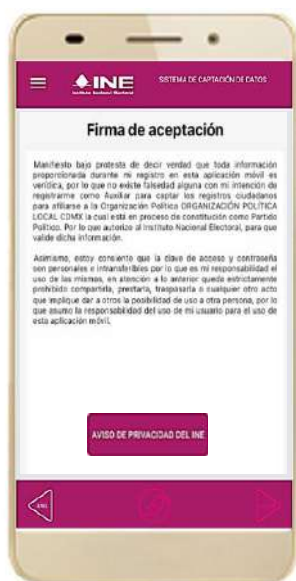 INE
Instituto Nacional Electoral
SISTEMA DE CAPTACIÓN DE DATOS
Firma de aceptación
Manifiesto bajo protesta de decir verdad que toda información
proporcionada durante mi registro en esta aplicación móvil es
verídica, por lo que no existe falsedad alguna con mi intención de
registrarme como Auxiliar para captar los registros ciudadanos
para afiliarse a la Organización Política ORGANIZACIÓN POLÍTICA
LOCAL CDMX la cual está en proceso de constitución como Partido
Político. Por lo que autorizo al Instituto Nacional Electoral, para que
valide dicha información.
Asimismo, estoy consciente que la clave de acceso y contraseña
son personales e intransferibles por lo que es mi responsabilidad el
uso de las mismas, en atención a lo anterior queda estrictamente
prohibido compartirla, prestarla, traspasarla o cualquier otro acto
que implique dar a otros la posibilidad de uso a otra persona, por lo
que asumo la responsabilidad del uso de mi usuario para el uso de
esta aplicación móvil.
AVISO DE PRIVACIDAD DEL INE